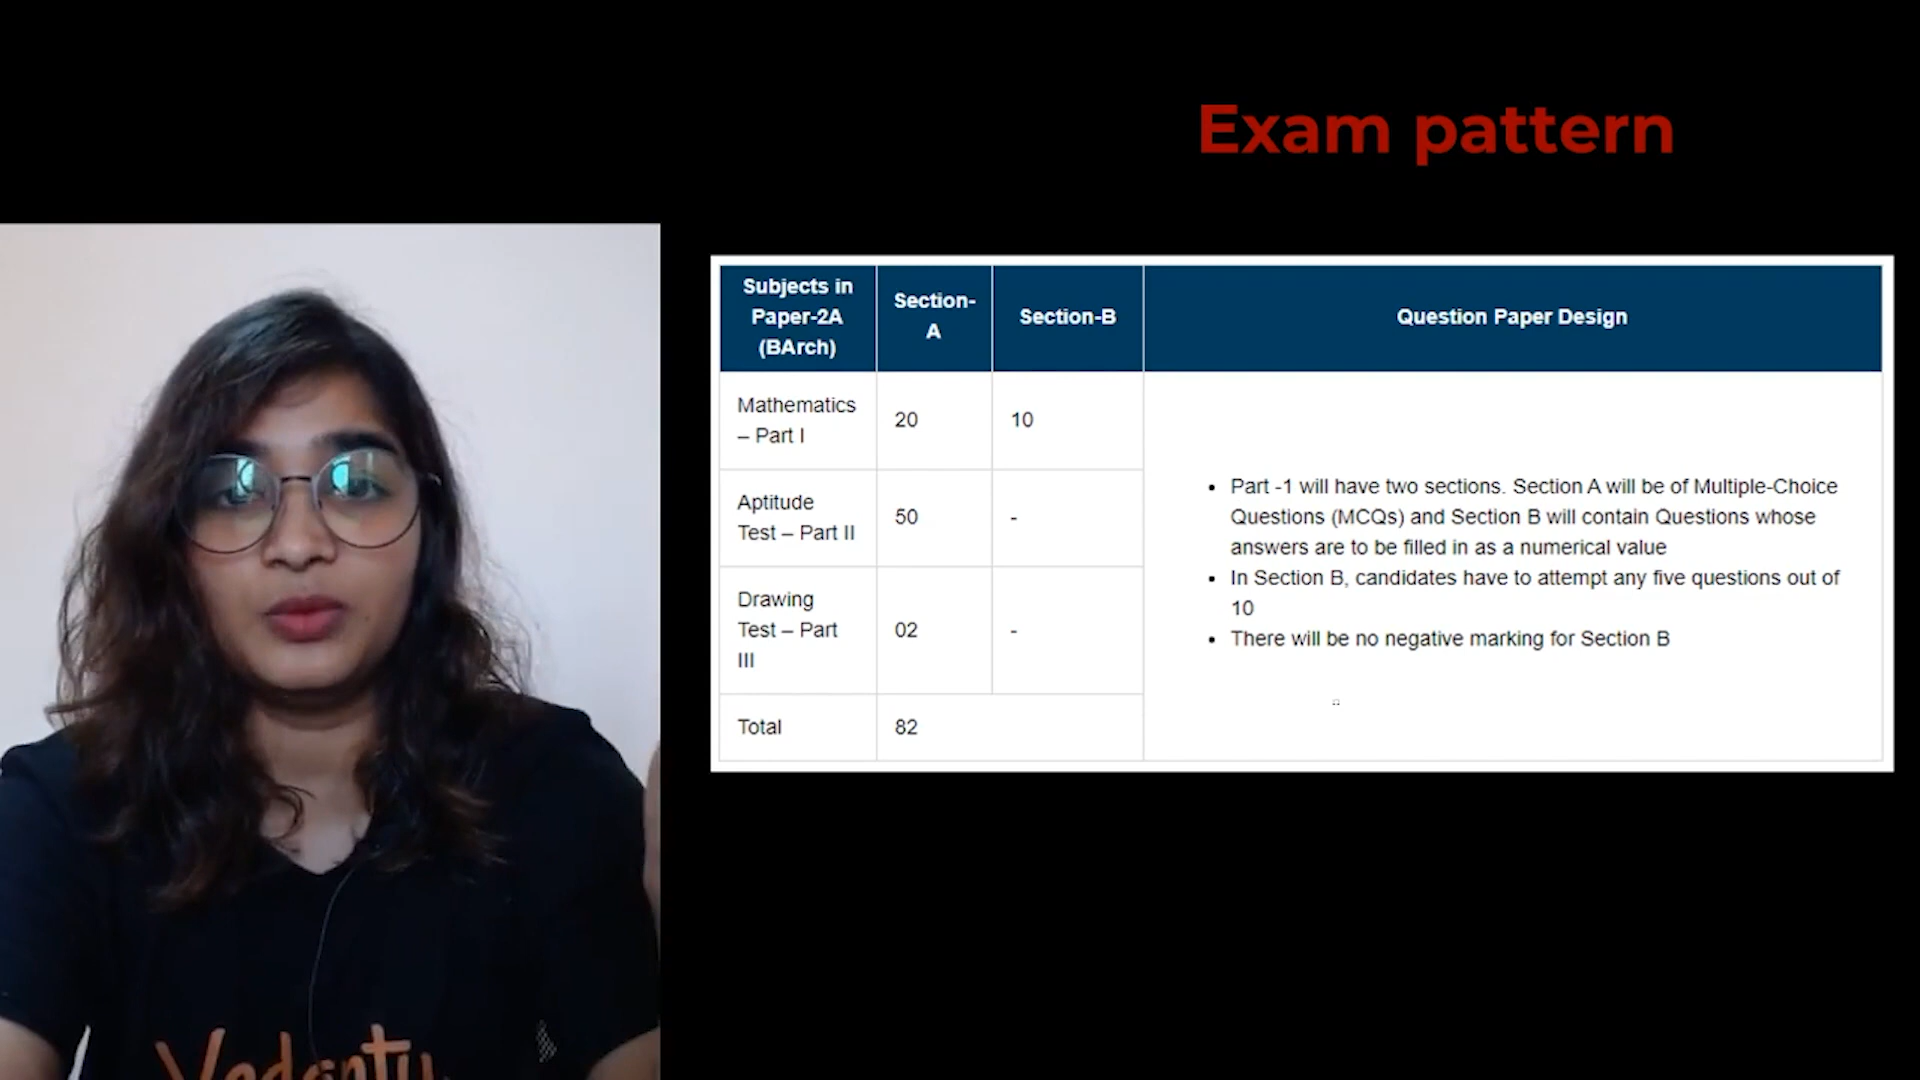 Exam pattern
Subjects in
Paper-2A
(BArch)
Section-
A
Section-B
Question Paper Design
Mathematics
– Part I
20
10
Aptitude
Test – Part II
50
-
Drawing
Test – Part
III
02
-
Total
82
• Part -1 will have two sections. Section A will be of Multiple-Choice
Questions (MCQs) and Section B will contain Questions whose
answers are to be filled in as a numerical value
• In Section B, candidates have to attempt any five questions out of
10
• There will be no negative marking for Section B
Vedantu